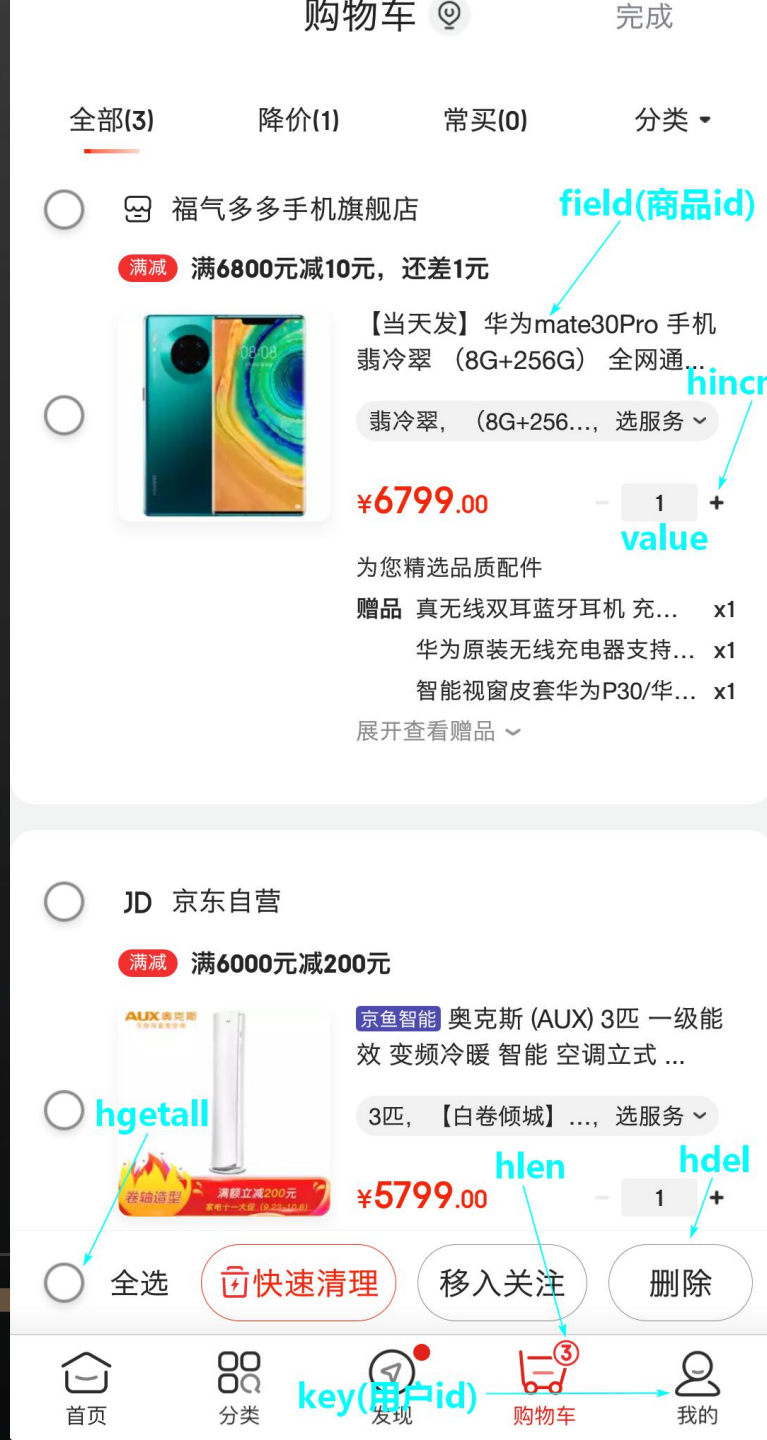 购物车
完成
全部(3)
降价(1)
常买(0)
分类
福气多多手机旗舰店
field(商品id)
满减 满6800元减10元，还差1元
08:08
【当天发】华为mate30Pro 手机
翡冷翠 （8G+256G） 全网通...
hincr
翡冷翠, （8G+256..., 选服务
¥6799.00
1 +
value
为您精选品质配件
赠品 真无线双耳蓝牙耳机 充... x1
华为原装无线充电器支持... x1
智能视窗皮套华为P30/华... x1
展开查看赠品
JD 京东自营
满减 满6000元减200元
AUX奥克斯
京鱼智能 奥克斯 (AUX) 3匹 一级能
效 变频冷暖 智能 空调立式 ...
3匹, 【白卷倾城】..., 选服务
hgetall
hlen
hdel
卷轴造型
满额立减200元
家电十一大促（9.29-10.8）
¥5799.00
1 +
全选
快速清理
移入关注
删除
3
key(用户id)
首页
分类
发现
购物车
我的